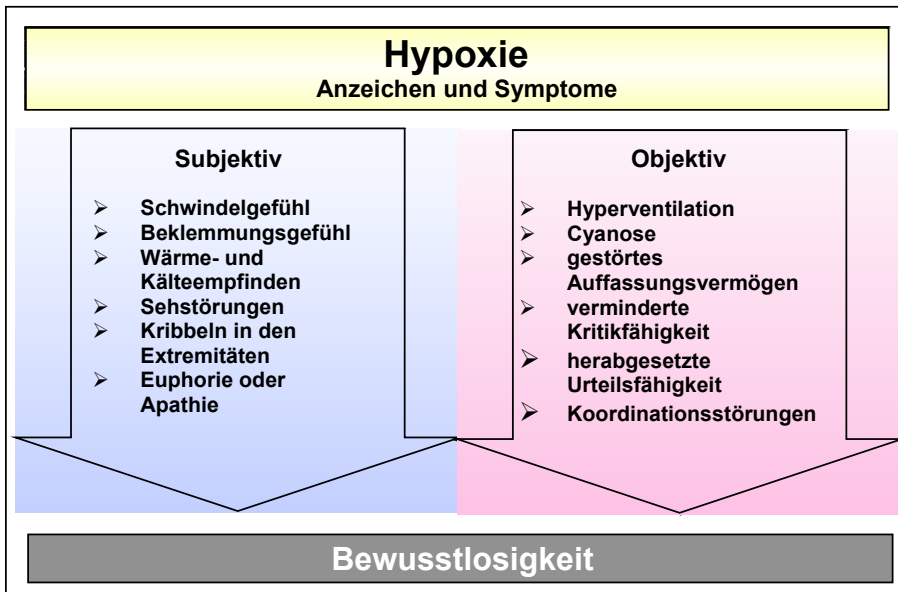 Hypoxie
Anzeichen und Symptome
Subjektiv
➢ Schwindelgefühl
➢ Beklemmungsgefühl
➢ Wärme- und
Kälteempfinden
➢ Sehstörungen
➢ Kribbeln in den
Extremitäten
➢ Euphorie oder
Apathie
Objektiv
➢ Hyperventilation
➢ Cyanose
➢ gestörtes
Auffassungsvermögen
➢ verminderte
Kritikfähigkeit
➢ herabgesetzte
Urteilsfähigkeit
➢ Koordinationsstörungen
Bewusstlosigkeit